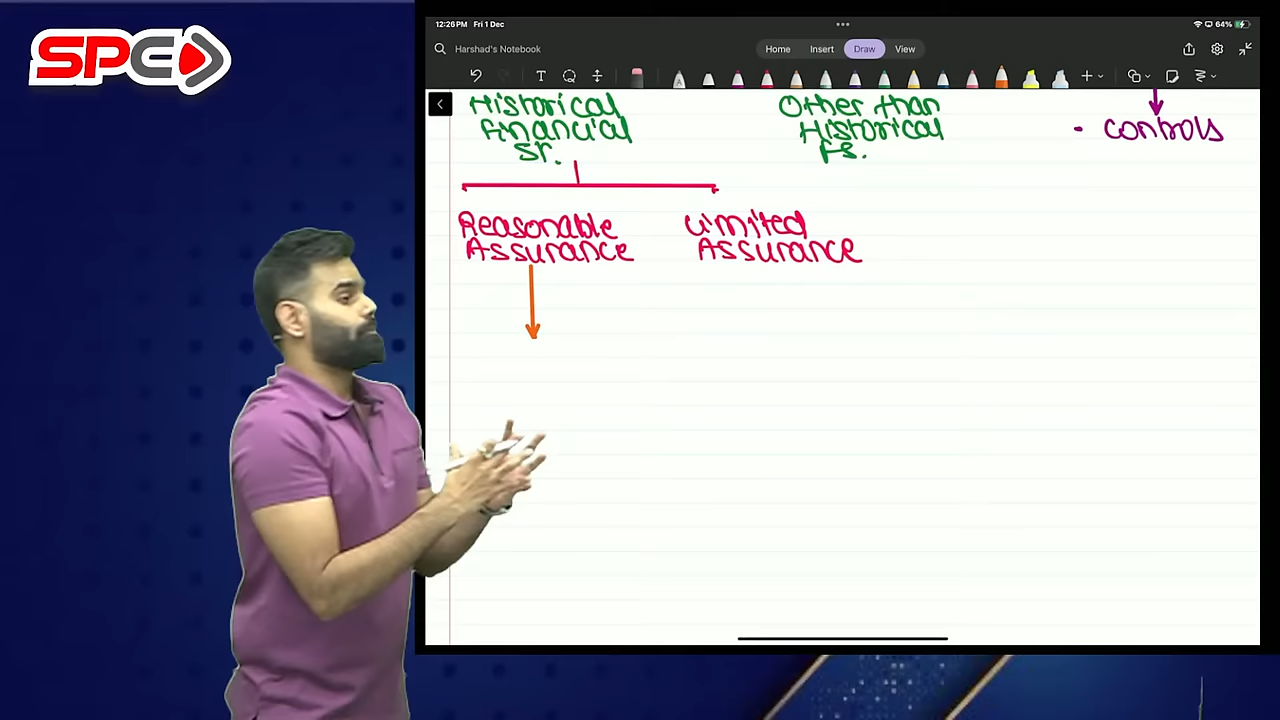 SPC
12:26 PM Fri 1 Dec
64%
Harshad's Notebook
Home Insert Draw View
Historical
Financial
St.
Other than
Historical
Fs.
• controls
Reasonable
Assurance
Limited
Assurance